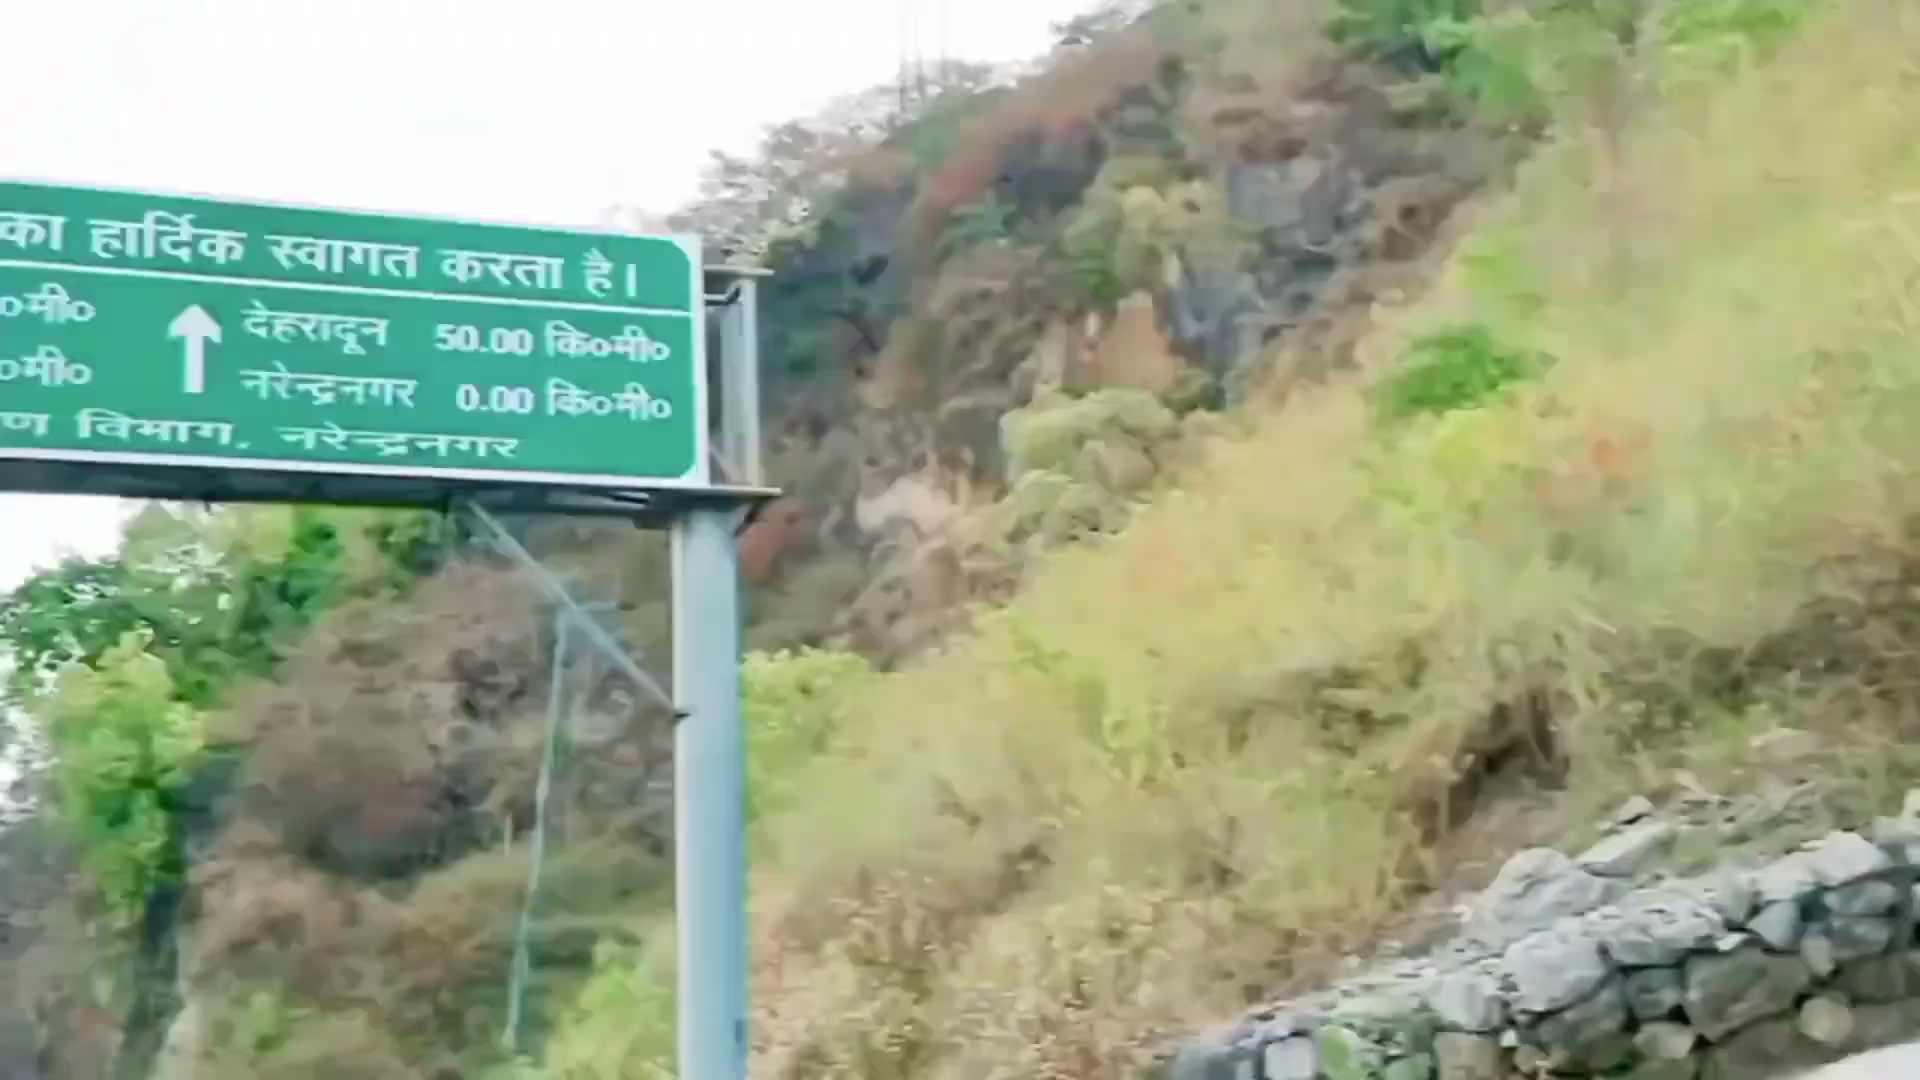 का हार्दिक स्वागत करता है।
०मी० ↑ देहरादून 50.00 कि०मी०
०मी० नरेन्द्रनगर 0.00 कि०मी०
ण विभाग, नरेन्द्रनगर